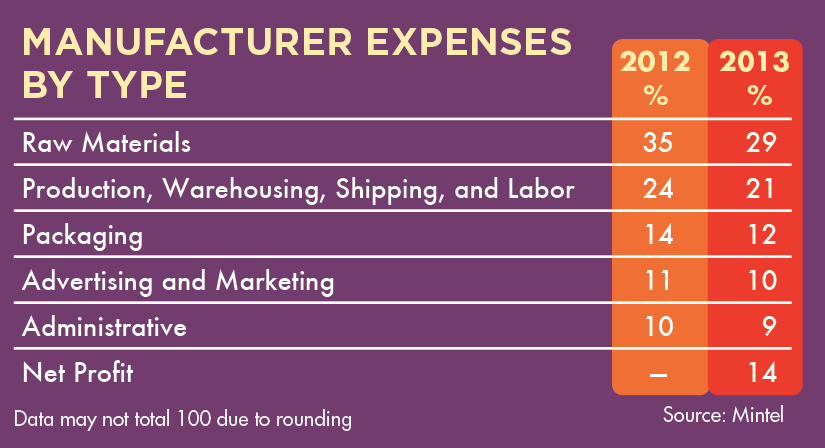 MANUFACTURER EXPENSES
BY TYPE
2012 2013
% %
Raw Materials 35 29
Production, Warehousing, Shipping, and Labor 24 21
Packaging 14 12
Advertising and Marketing 11 10
Administrative 10 9
Net Profit – 14
Data may not total 100 due to rounding
Source: Mintel